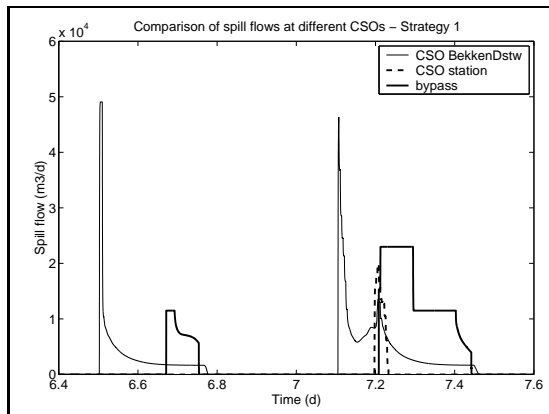 Comparison of spill flows at different CSOs – Strategy 1
x 10^4
6
5
4
3
2
1
0
Spill flow (m3/d)
CSO BekkenDstw
CSO station
bypass
6.4 6.6 6.8 7 7.2 7.4 7.6
Time (d)